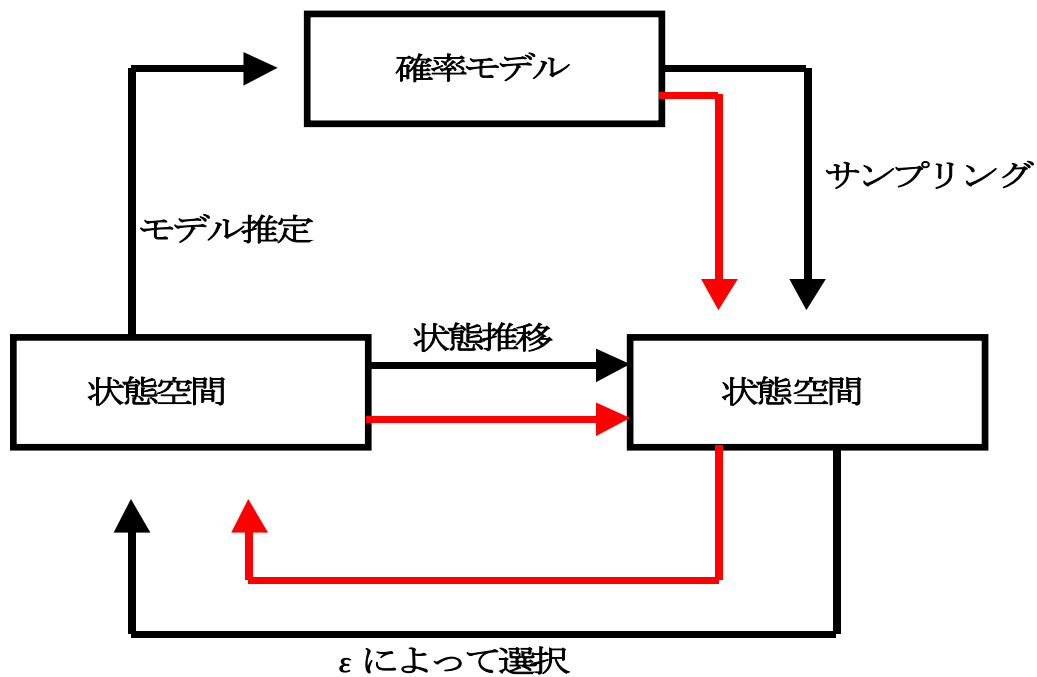 確率モデル
サンプリング
モデル推定
状態推移
状態空間
状態空間
εによって選択